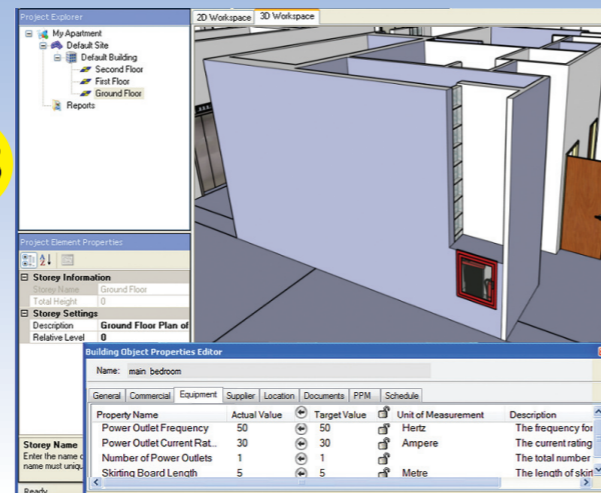 Project Explorer
2D Workspace 3D Workspace
My Apartment
Default Site
Default Building
Second Floor
First Floor
Ground Floor
Reports
Project Element Properties
Storey Information
Storey Name Ground Floor
Total Height 0
Storey Settings
Description Ground Floor Plan of
Relative Level 0
Storey Name
Enter the name
name must uniqu
Ready
Building Object Properties Editor
Name: main bedroom
General Commercial Equipment Supplier Location Documents PPM Schedule
Property Name Actual Value Target Value Unit of Measurement Description
Power Outlet Frequency 50 50 Hertz The frequency for
Power Outlet Current Rat... 30 30 Ampere The current rating
Number of Power Outlets 1 1 The total number
Skirting Board Length 5 5 Metre The length of skirt